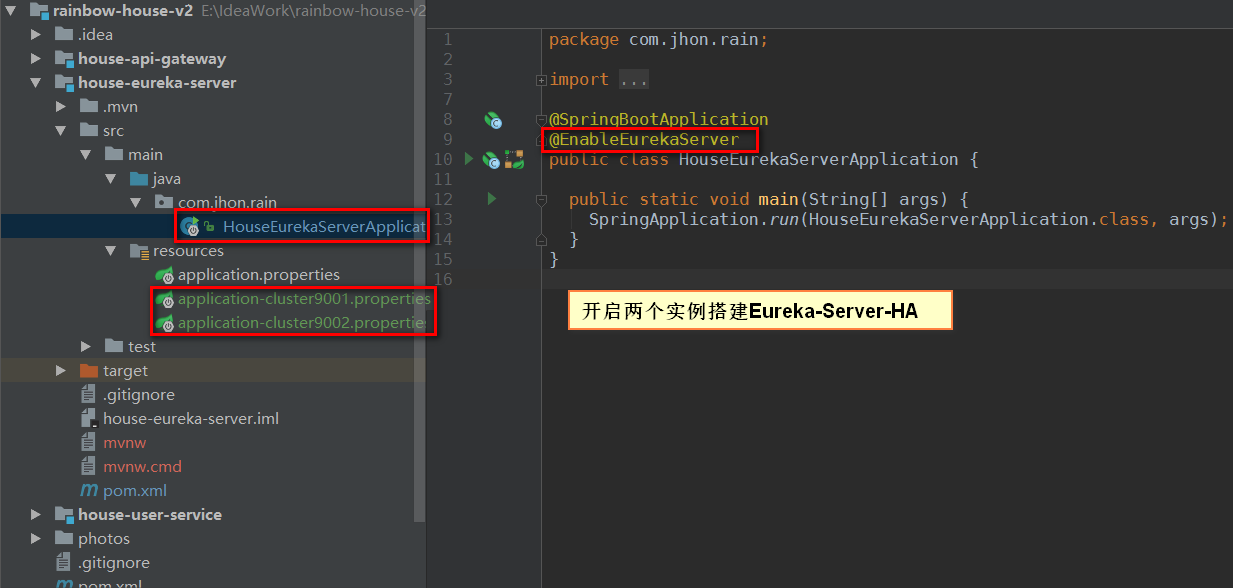 rainbow-house-v2 E:\IdeaWork\rainbow-house-v2
.idea
house-api-gateway
house-eureka-server
.mvn
src
main
java
com.jhon.rain
HouseEurekaServerApplicat
resources
application.properties
application-cluster9001.properties
application-cluster9002.propertie
test
target
.gitignore
house-eureka-server.iml
mvnw
mvnw.cmd
pom.xml
house-user-service
photos
.gitignore
pom.xml
1 package com.jhon.rain;
2
3 import ...
7
8 @SpringBootApplication
9 @EnableEurekaServer
10 public class HouseEurekaServerApplication {
11
12 public static void main(String[] args) {
13 SpringApplication.run(HouseEurekaServerApplication.class, args);
14 }
15 }
16
开启两个实例搭建Eureka-Server-HA